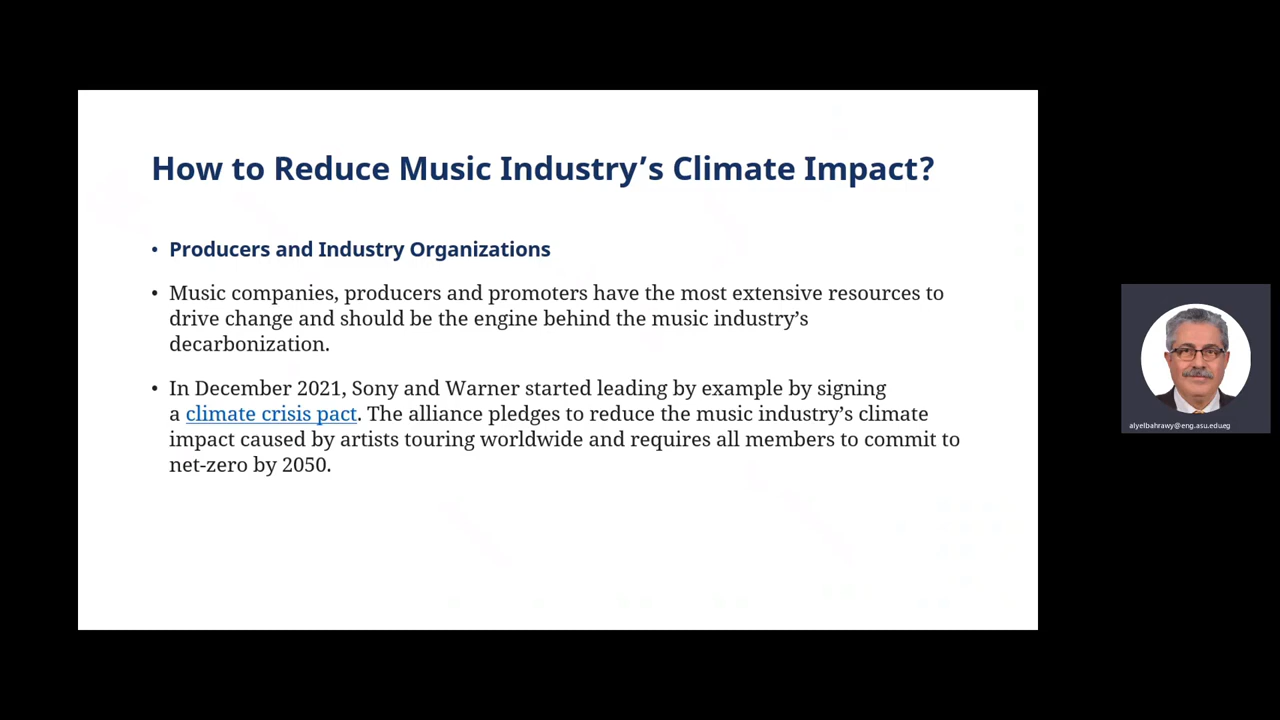 How to Reduce Music Industry’s Climate Impact?
• Producers and Industry Organizations
• Music companies, producers and promoters have the most extensive resources to
drive change and should be the engine behind the music industry’s
decarbonization.
• In December 2021, Sony and Warner started leading by example by signing
a climate crisis pact. The alliance pledges to reduce the music industry’s climate
impact caused by artists touring worldwide and requires all members to commit to
net-zero by 2050.
alyelbahrawy@eng.asu.edu.eg